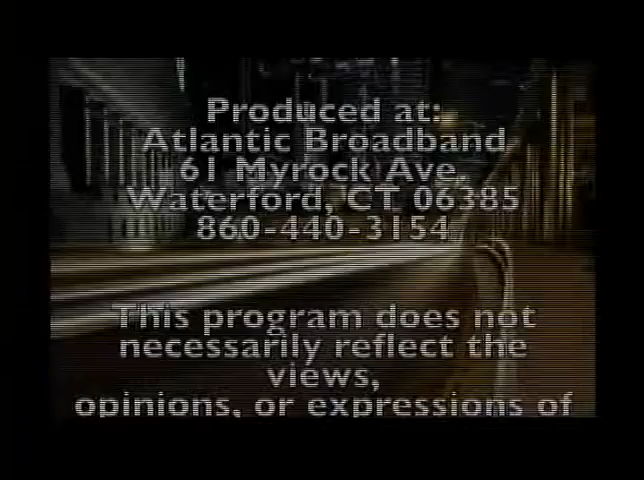 Produced at:
Atlantic Broadband
61 Myrock Ave.
Waterford, CT 06385
860-440-3154
This program does not
necessarily reflect the
views,
opinions, or expressions of